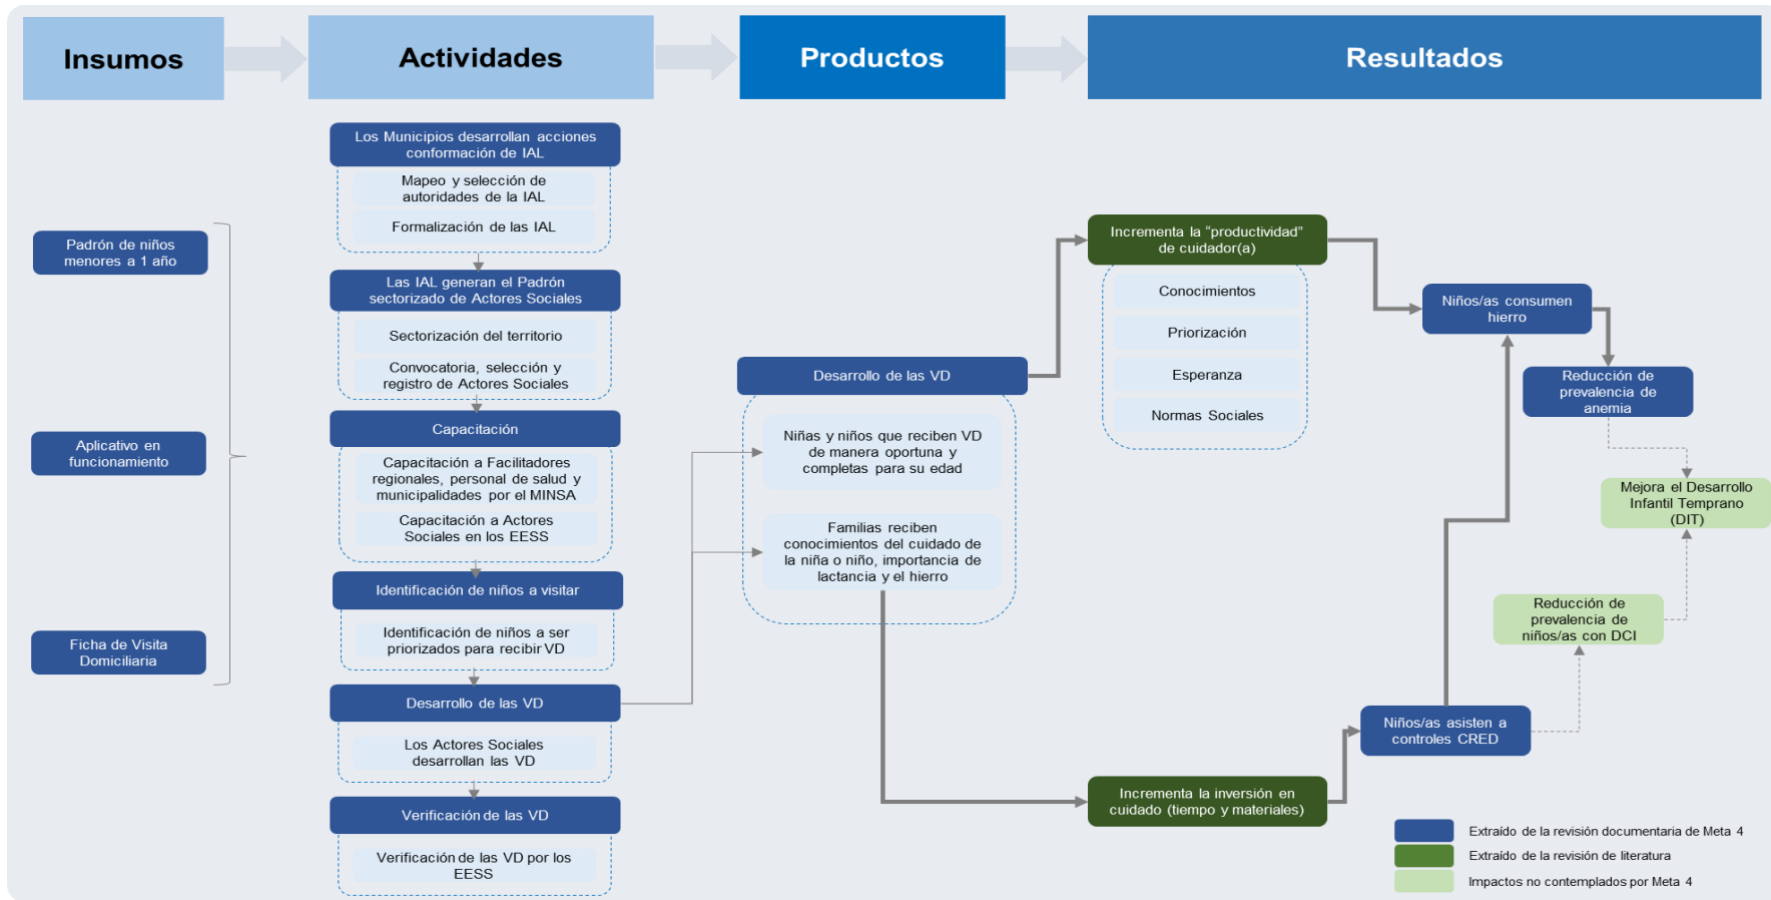 Insumos
Actividades
Productos
Resultados
Padrón de niños
menores a 1 año
Aplicativo en
funcionamiento
Ficha de Visita
Domiciliaria
Los Municipios desarrollan acciones
conformación de IAL
Mapeo y selección de
autoridades de la IAL
Formalización de las IAL
Las IAL generan el Padrón
sectorizado de Actores Sociales
Sectorización del territorio
Convocatoria, selección y
registro de Actores Sociales
Capacitación
Capacitación a Facilitadores
regionales, personal de salud y
municipalidades por el MINSA
Capacitación a Actores
Sociales en los EESS
Identificación de niños a visitar
Identificación de niños a ser
priorizados para recibir VD
Desarrollo de las VD
Los Actores Sociales
desarrollan las VD
Verificación de las VD
Verificación de las VD por los
EESS
Desarrollo de las VD
Niñas y niños que reciben VD
de manera oportuna y
completas para su edad
Familias reciben
conocimientos del cuidado de
la niña o niño, importancia de
lactancia y el hierro
Incrementa la “productividad”
de cuidador(a)
Conocimientos
Priorización
Esperanza
Normas Sociales
Incrementa la inversión en
cuidado (tiempo y materiales)
Niños/as consumen
hierro
Reducción de
prevalencia de
anemia
Mejora el Desarrollo
Infantil Temprano
(DIT)
Reducción de
prevalencia de
niños/as con DCI
Niños/as asisten a
controles CRED
Extraído de la revisión documentaria de Meta 4
Extraído de la revisión de literatura
Impactos no contemplados por Meta 4